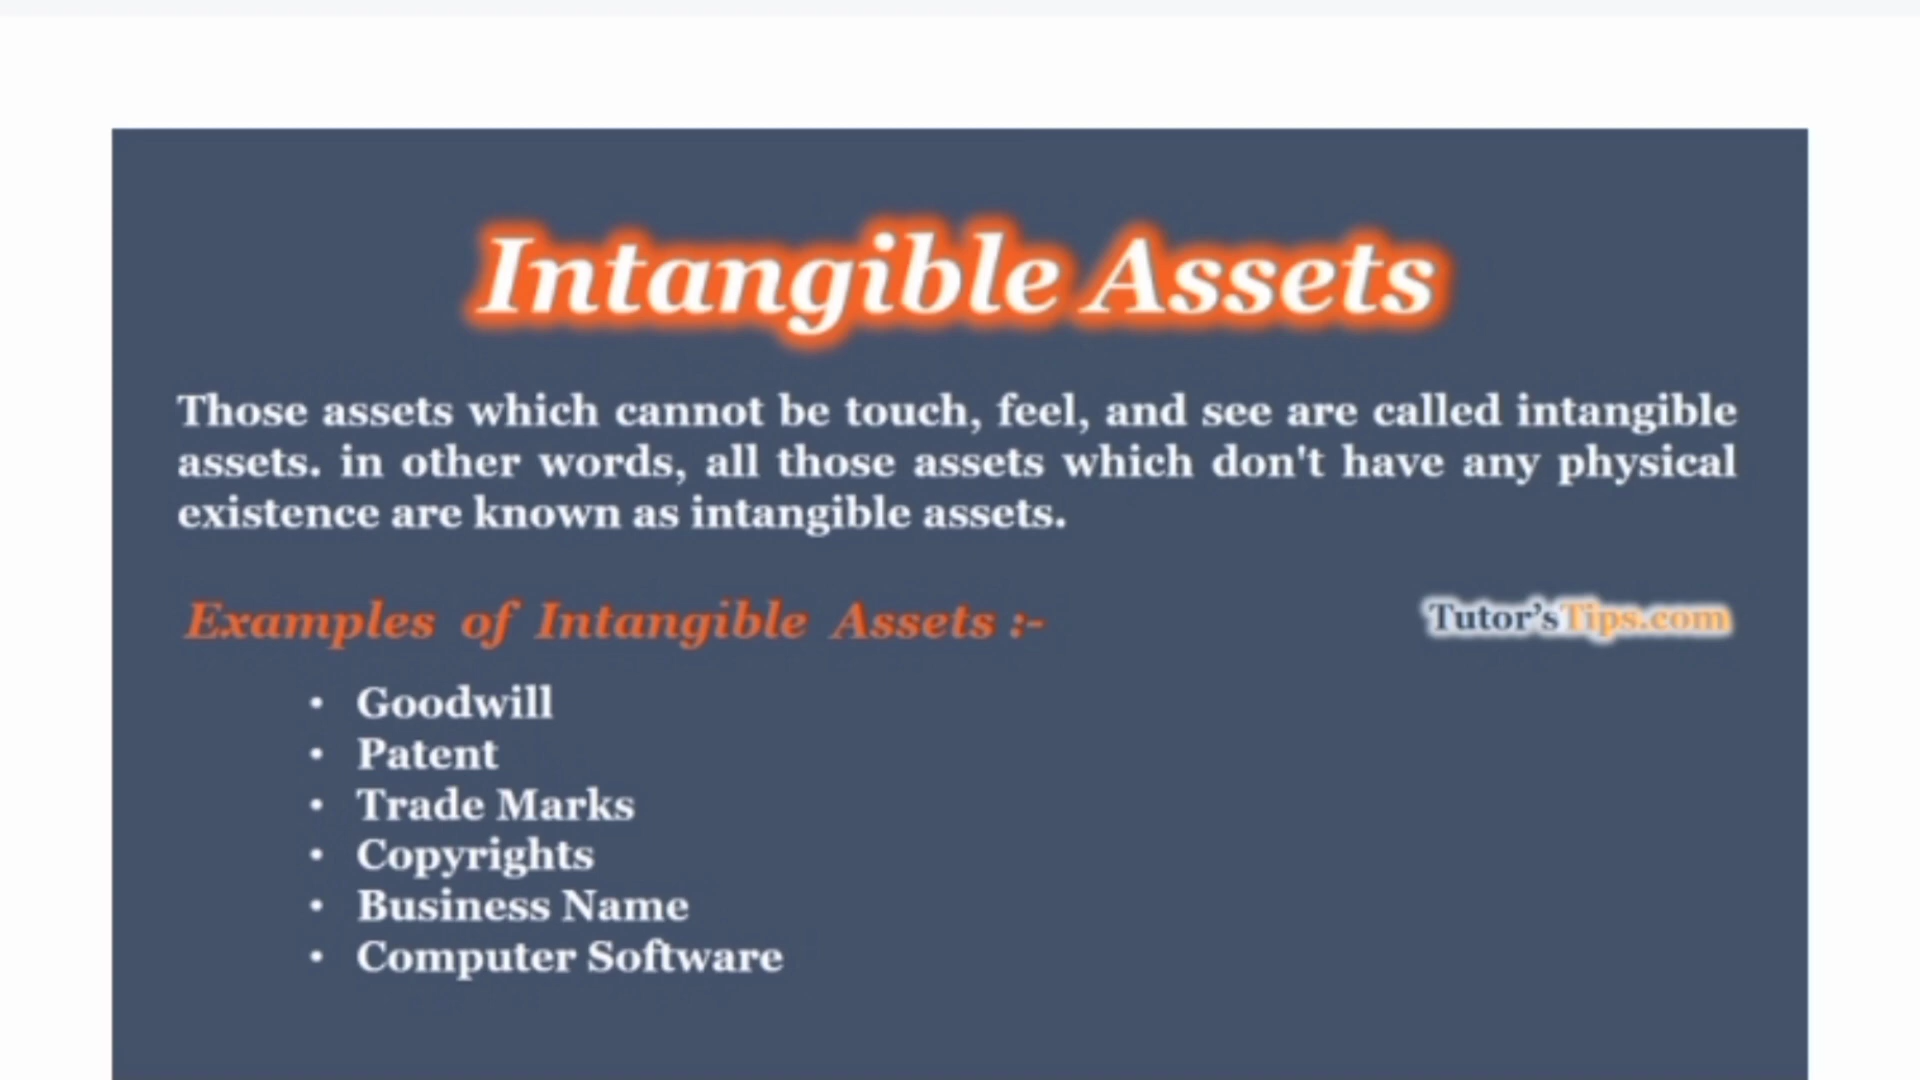 Intangible Assets
Those assets which cannot be touch, feel, and see are called intangible
assets. in other words, all those assets which don't have any physical
existence are known as intangible assets.
Examples of Intangible Assets :-
Tutor'sTips.com
• Goodwill
• Patent
• Trade Marks
• Copyrights
• Business Name
• Computer Software